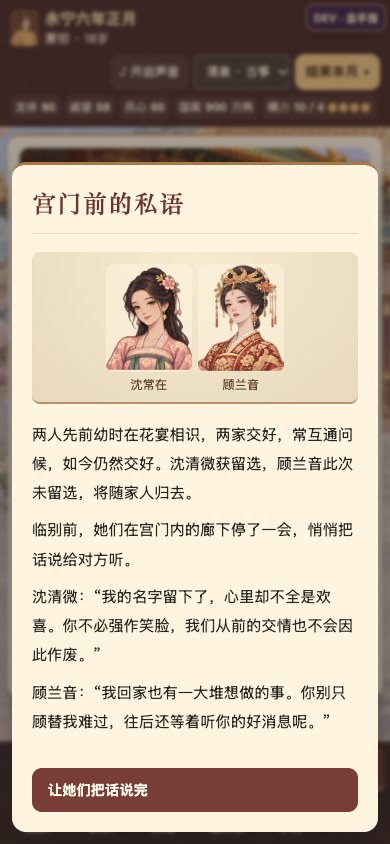 永宁六年正月
DEV
开启声音
清泉 · 古筝
结束本月
宫门前的私语
沈常在
顾兰音
两人先前幼时在花宴相识，两家交好，常互通问
候，如今仍然交好。沈清微获留选，顾兰音此次
未留选，将随家人归去。
临别前，她们在宫门内的廊下停了一会，悄悄把
话说给对方听。
沈清微：“我的名字留下了，心里却不全是欢
喜。你不必强作笑脸，我们从前的交情也不会因
此作废。”
顾兰音：“我回家也有一大堆想做的事。你别只
顾替我难过，往后还等着听你的好消息呢。”
让她们把话说完